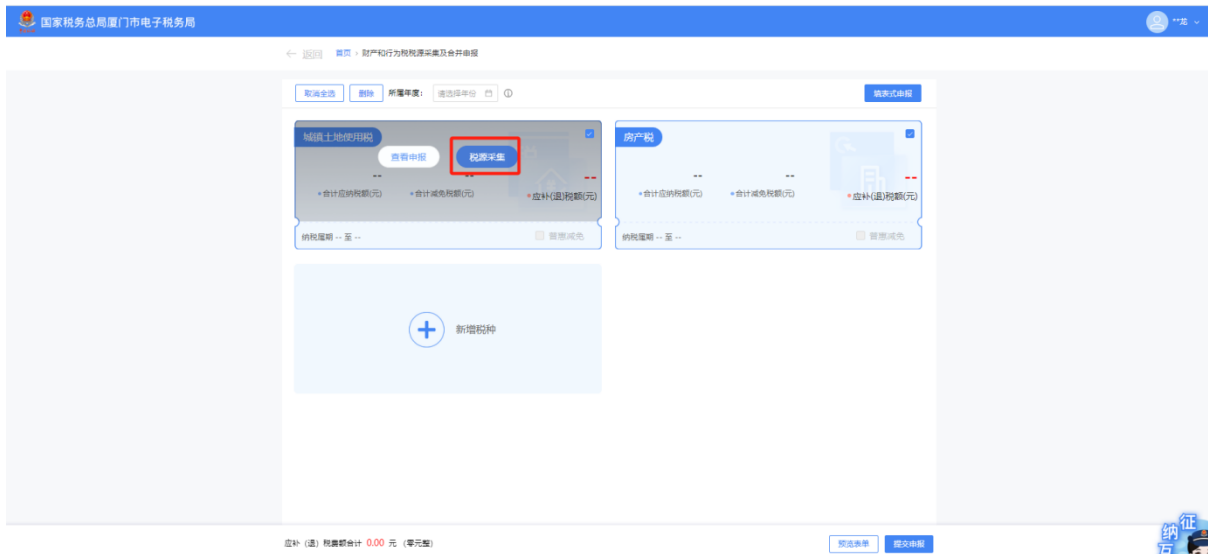 国家税务总局厦门市电子税务局
**龙
返回 首页 › 财产和行为税税源采集及合并申报
取消全选 删除 所属年度： 请选择年份 填表式申报
城镇土地使用税
查看申报 税源采集
-- -- --
*合计应纳税额(元) *合计减免税额(元) *应补(退)税额(元)
纳税属期 -- 至 -- 普惠减免
房产税
-- -- --
*合计应纳税额(元) *合计减免税额(元) *应补(退)税额(元)
纳税属期 -- 至 -- 普惠减免
新增税种
应补（退）税费额合计 0.00 元 （零元整）
预览表单 提交申报
征
纳
互